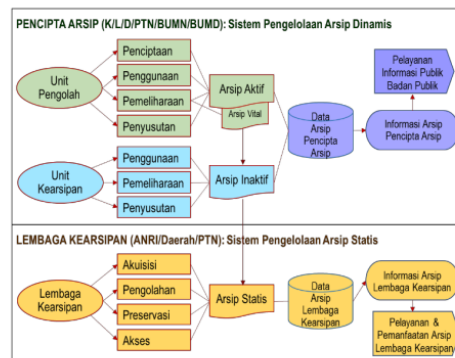 PENCIPTA ARSIP (K/L/D/PTN/BUMN/BUMD): Sistem Pengelolaan Arsip Dinamis
Unit
Pengolah
Penciptaan
Penggunaan
Pemeliharaan
Penyusutan
Arsip Aktif
Arsip Vital
Unit
Kearsipan
Penggunaan
Pemeliharaan
Penyusutan
Arsip Inaktif
Data
Arsip
Pencipta
Arsip
Informasi Arsip
Pencipta Arsip
Pelayanan
Informasi Publik
Badan Publik
LEMBAGA KEARSIPAN (ANRI/Daerah/PTN): Sistem Pengelolaan Arsip Statis
Lembaga
Kearsipan
Akuisisi
Pengolahan
Preservasi
Akses
Arsip Statis
Data
Arsip
Lembaga
Kearsipan
Informasi Arsip
Lembaga Kearsipan
Pelayanan &
Pemanfaatan Arsip
Lembaga Kearsipan